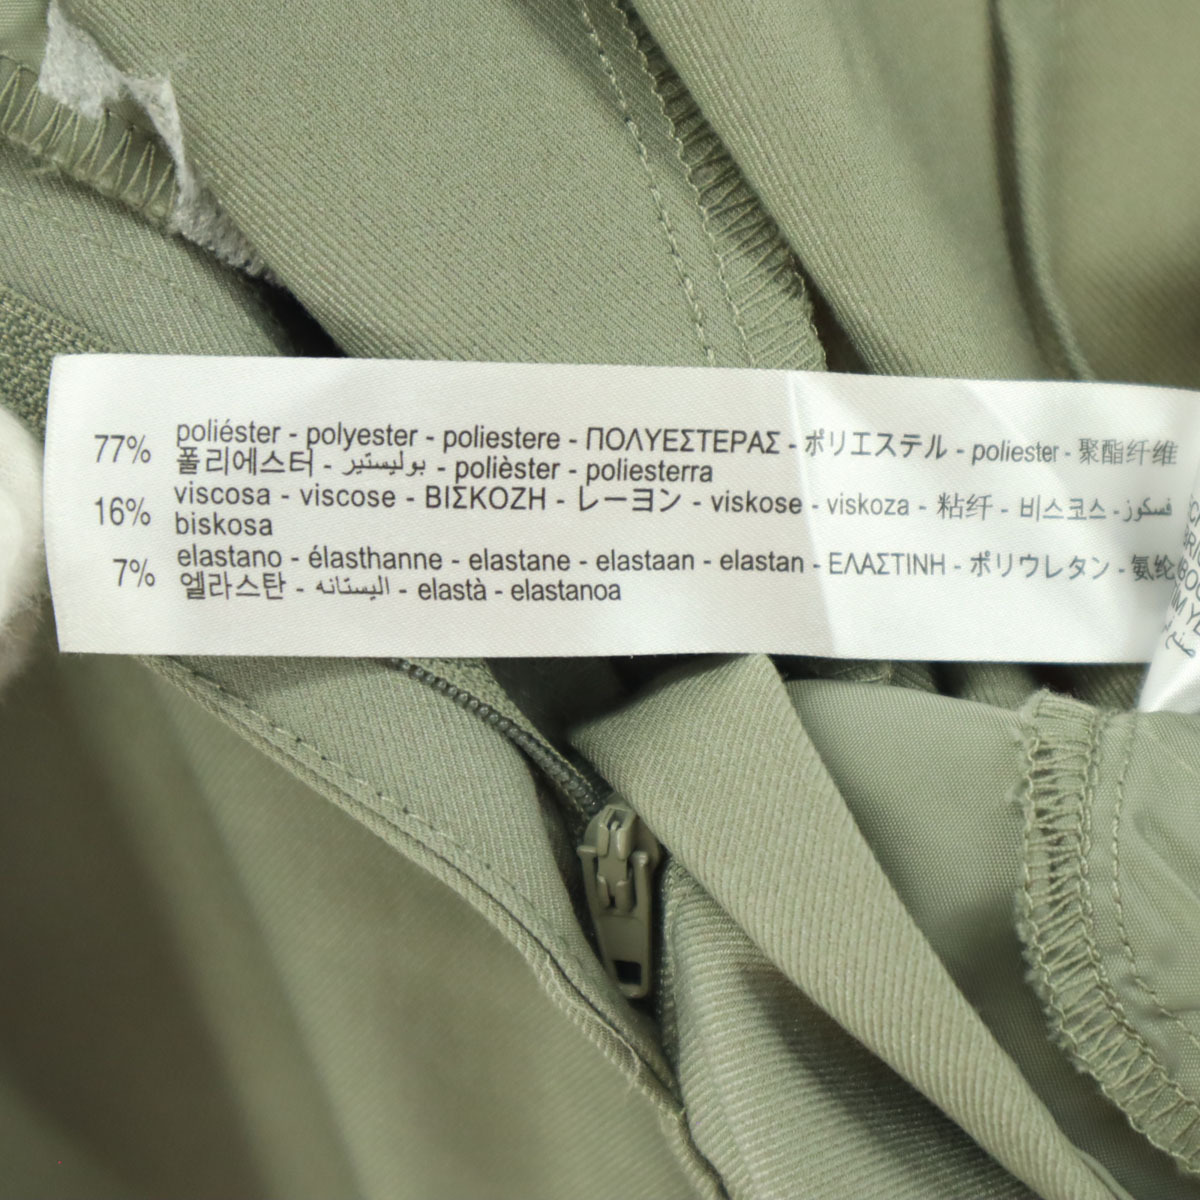 77% poliéster - polyester - poliestere - ΠΟΛΥΕΣΤΕΡΑΣ - ポリエステル - poliester - 聚酯纤维
폴리에스터 - بوليستير - polièster - poliesterra
16% viscosa - viscose - ΒΙΣΚΟΖΗ - レーヨン - viskose - viskoza - 粘纤 - 비스코스 - فسكوز
biskosa
7% elastano - élasthanne - elastane - elastaan - elastan - ΕΛΑΣΤΙΝΗ - ポリウレタン - 氨纶
엘라스탄 - اليستانه - elastà - elastanoa